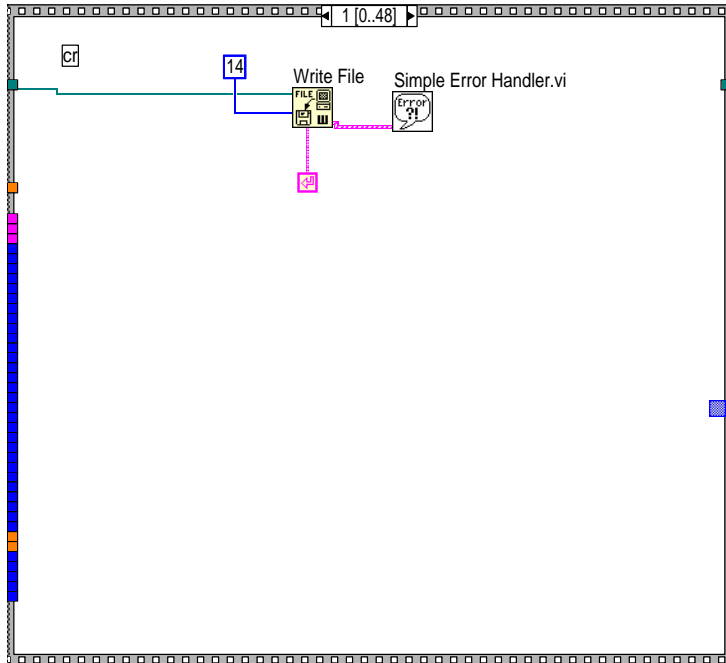 1 [0..48]
cr
14
Write File
Simple Error Handler.vi
FILE
W
Error
?!